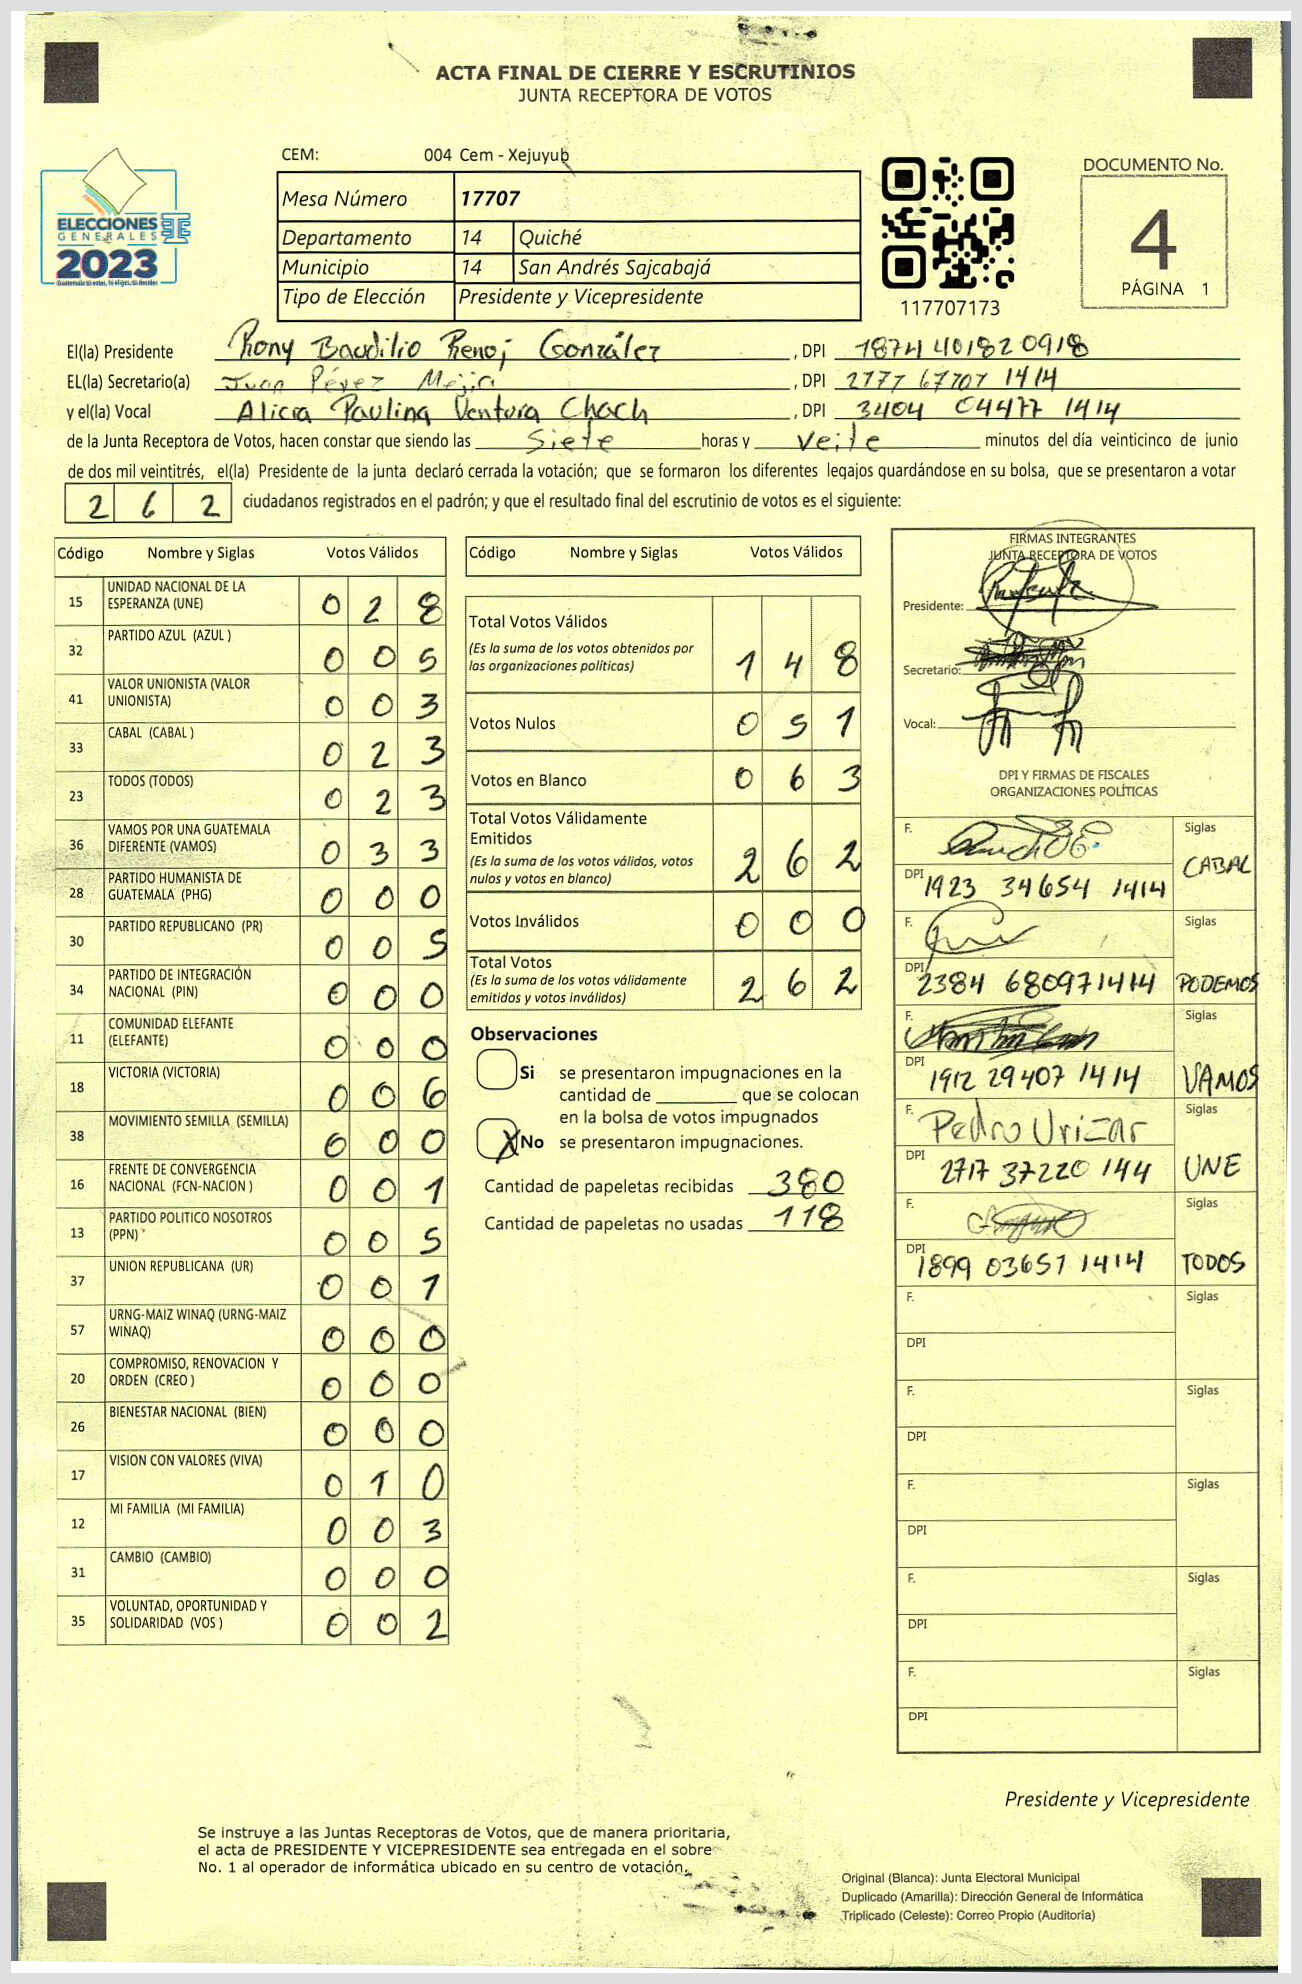 ACTA FINAL DE CIERRE Y ESCRUTINIOS
JUNTA RECEPTORA DE VOTOS
CEM: 004 Cem - Xejuyub
ELECCIONES
GENERALES
2023
Mesa Número 17707
Departamento 14 Quiché
Municipio 14 San Andrés Sajcabajá
Tipo de Elección Presidente y Vicepresidente
117707173
DOCUMENTO No.
4
PÁGINA 1
El(la) Presidente Rony Baudilio Renoj González, DPI 1874 40182 0918
EL(la) Secretario(a) Juan Pérez Mejia, DPI 2777 67707 1414
y el(la) Vocal Alicia Paulina Ventura Chach, DPI 3404 04477 1414
de la Junta Receptora de Votos, hacen constar que siendo las Siete horas y Veite minutos del día veinticinco de junio
de dos mil veintitrés, el(la) Presidente de la junta declaró cerrada la votación; que se formaron los diferentes legajos guardándose en su bolsa, que se presentaron a votar
2 6 2 ciudadanos registrados en el padrón; y que el resultado final del escrutinio de votos es el siguiente:
Código Nombre y Siglas Votos Válidos
15 UNIDAD NACIONAL DE LA ESPERANZA (UNE) 0 2 8
32 PARTIDO AZUL (AZUL ) 0 0 5
41 VALOR UNIONISTA (VALOR UNIONISTA) 0 0 3
33 CABAL (CABAL ) 0 2 3
23 TODOS (TODOS) 0 2 3
36 VAMOS POR UNA GUATEMALA DIFERENTE (VAMOS) 0 3 3
28 PARTIDO HUMANISTA DE GUATEMALA (PHG) 0 0 0
30 PARTIDO REPUBLICANO (PR) 0 0 5
34 PARTIDO DE INTEGRACIÓN NACIONAL (PIN) 0 0 0
11 COMUNIDAD ELEFANTE (ELEFANTE) 0 0 0
18 VICTORIA (VICTORIA) 0 0 6
38 MOVIMIENTO SEMILLA (SEMILLA) 0 0 0
16 FRENTE DE CONVERGENCIA NACIONAL (FCN-NACION ) 0 0 1
13 PARTIDO POLITICO NOSOTROS (PPN) 0 0 5
37 UNION REPUBLICANA (UR) 0 0 1
57 URNG-MAIZ WINAQ (URNG-MAIZ WINAQ) 0 0 0
20 COMPROMISO, RENOVACION Y ORDEN (CREO ) 0 0 0
26 BIENESTAR NACIONAL (BIEN) 0 0 0
17 VISION CON VALORES (VIVA) 0 1 0
12 MI FAMILIA (MI FAMILIA) 0 0 3
31 CAMBIO (CAMBIO) 0 0 0
35 VOLUNTAD, OPORTUNIDAD Y SOLIDARIDAD (VOS ) 0 0 2
Código Nombre y Siglas Votos Válidos
Total Votos Válidos
(Es la suma de los votos obtenidos por
las organizaciones políticas) 1 4 8
Votos Nulos 0 5 1
Votos en Blanco 0 6 3
Total Votos Válidamente
Emitidos
(Es la suma de los votos válidos, votos
nulos y votos en blanco) 2 6 2
Votos Inválidos 0 0 0
Total Votos
(Es la suma de los votos válidamente
emitidos y votos inválidos) 2 6 2
Observaciones
Si se presentaron impugnaciones en la
cantidad de ________ que se colocan
en la bolsa de votos impugnados
X No se presentaron impugnaciones.
Cantidad de papeletas recibidas 380
Cantidad de papeletas no usadas 118
FIRMAS INTEGRANTES
JUNTA RECEPTORA DE VOTOS
Presidente:
Secretario:
Vocal:
DPI Y FIRMAS DE FISCALES
ORGANIZACIONES POLÍTICAS
F. Siglas
DPI 1923 34654 1414 CABAL
F. Siglas
DPI 2384 68097 1414 PODEMOS
F. Siglas
DPI 1912 29407 1414 VAMOS
F. Pedro Urizar Siglas
DPI 2717 37220 144 UNE
F. Siglas
DPI 1899 03657 1414 TODOS
F. Siglas
DPI
F. Siglas
DPI
F. Siglas
DPI
F. Siglas
DPI
F. Siglas
DPI
Presidente y Vicepresidente
Se instruye a las Juntas Receptoras de Votos, que de manera prioritaria,
el acta de PRESIDENTE Y VICEPRESIDENTE sea entregada en el sobre
No. 1 al operador de informática ubicado en su centro de votación.
Original (Blanca): Junta Electoral Municipal
Duplicado (Amarilla): Dirección General de Informática
Triplicado (Celeste): Correo Propio (Auditoría)